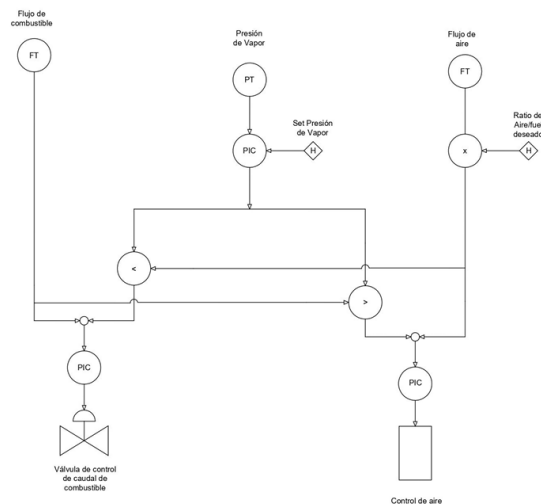 Flujo de
combustible
FT
Presión
de Vapor
PT
Flujo de
aire
FT
Set Presión
de Vapor
H
PIC
Ratio de
Aire/fuel
deseado
H
x
<
>
PIC
PIC
Válvula de control
de caudal de
combustible
Control de aire